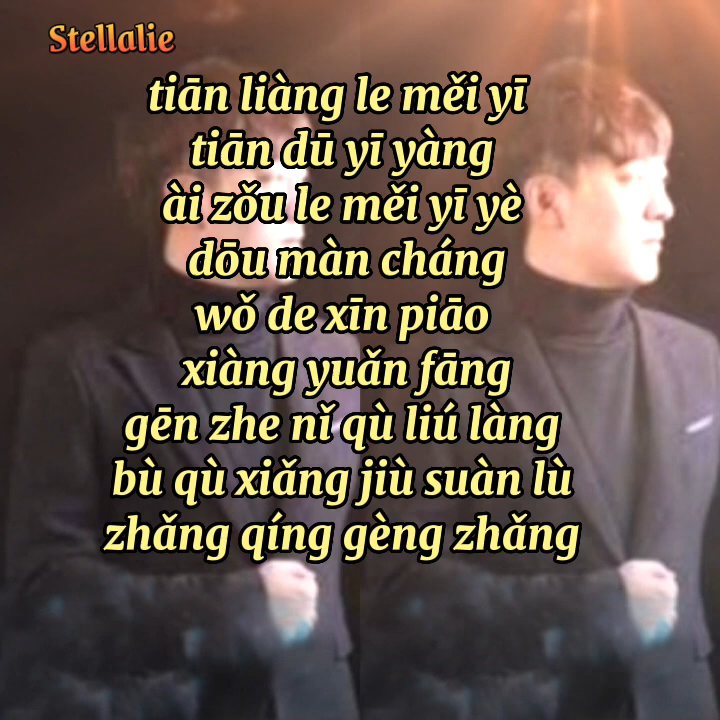 Stellalie
tiān liàng le měi yī
tiān dū yī yàng
ài zǒu le měi yī yè
dōu màn cháng
wǒ de xīn piāo
xiàng yuǎn fāng
gēn zhe nǐ qù liú làng
bù qù xiǎng jiù suàn lù
zhǎng qíng gèng zhǎng